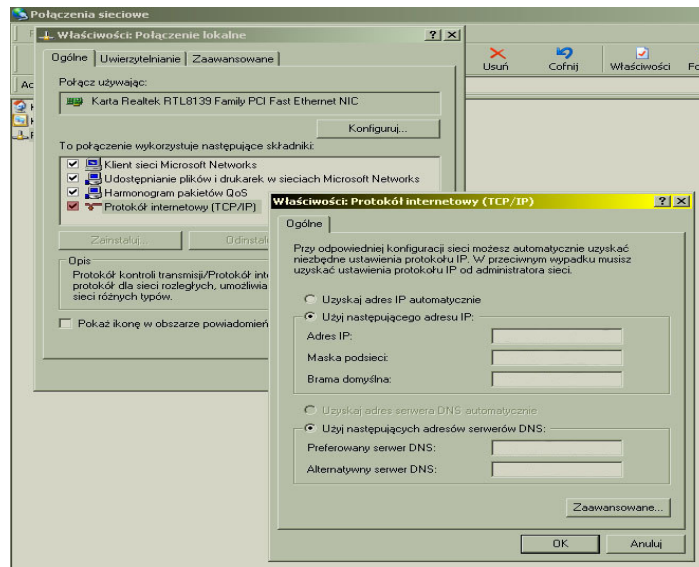 Połączenia sieciowe
Właściwości: Połączenie lokalne
Ogólne
Uwierzytelnianie
Zaawansowane
Usuń
Cofnij
Właściwości
Połącz używając:
Karta Realtek RTL8139 Family PCI Fast Ethernet NIC
Konfiguruj...
To połączenie wykorzystuje następujące składniki:
Klient sieci Microsoft Networks
Udostępnianie plików i drukarek w sieciach Microsoft Networks
Harmonogram pakietów QoS
Protokół internetowy (TCP/IP)
Zainstaluj...
Odinstal
Opis
Protokół kontroli transmisji/Protokół inte
protokół dla sieci rozległych, umożliwia
sieci różnych typów.
Pokaż ikonę w obszarze powiadomień
Właściwości: Protokół internetowy (TCP/IP)
Ogólne
Przy odpowiedniej konfiguracji sieci możesz automatycznie uzyskać
niezbędne ustawienia protokołu IP. W przeciwnym wypadku musisz
uzyskać ustawienia protokołu IP od administratora sieci.
Uzyskaj adres IP automatycznie
Użyj następującego adresu IP:
Adres IP:
Maska podsieci:
Brama domyślna:
Uzyskaj adres serwera DNS automatycznie
Użyj następujących adresów serwerów DNS:
Preferowany serwer DNS:
Alternatywny serwer DNS:
Zaawansowane...
OK
Anuluj